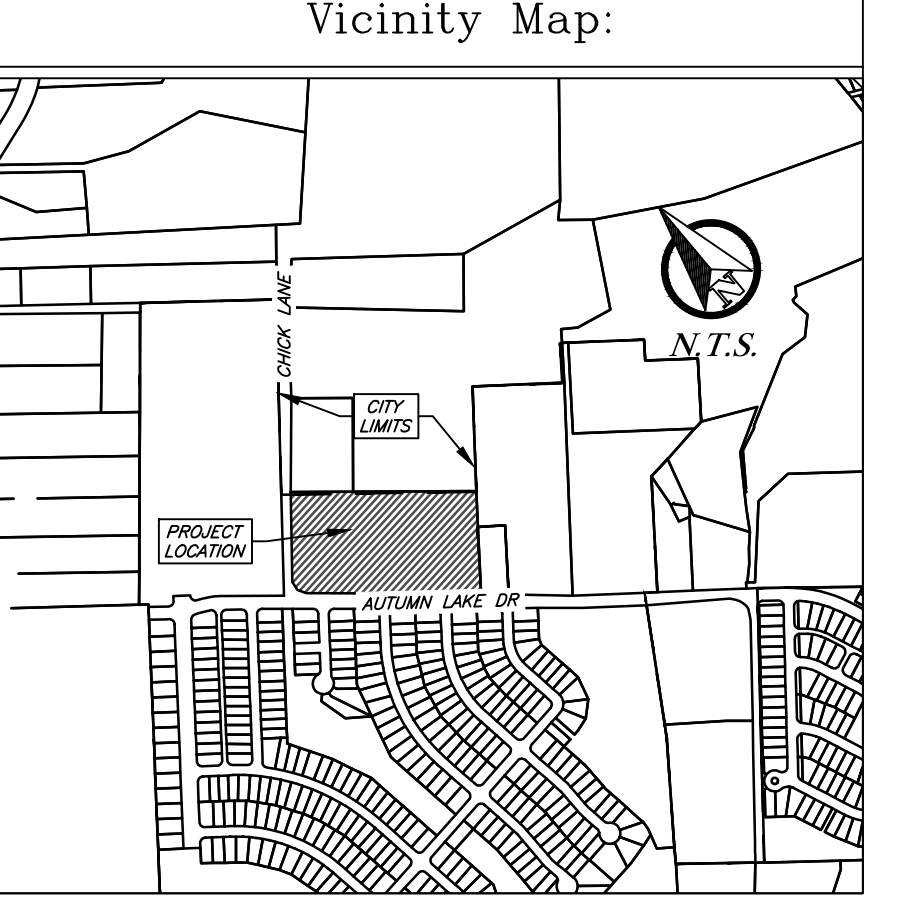 Vicinity Map:
N
N.T.S.
CHICK LANE
CITY
LIMITS
PROJECT
LOCATION
AUTUMN LAKE DR